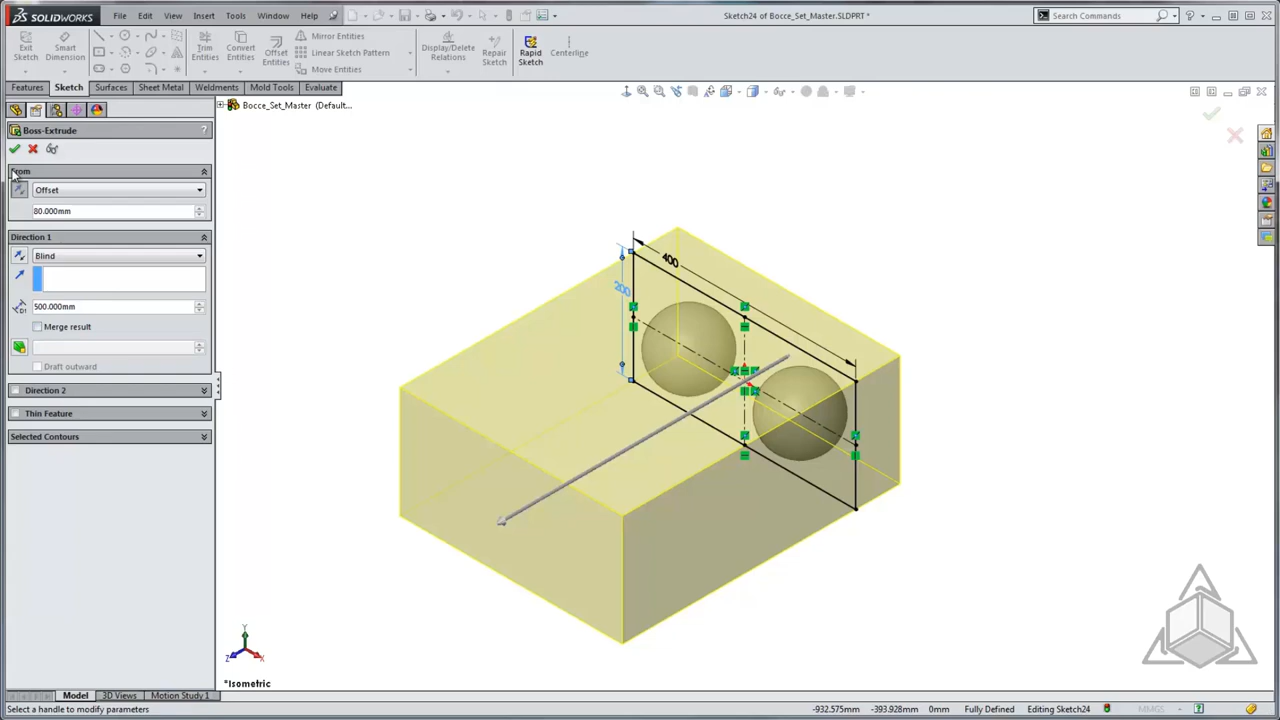 SOLIDWORKS File Edit View Insert Tools Window Help Sketch24 of Bocce_Set_Master.SLDPRT * Search Commands
Exit Sketch
Smart Dimension
Trim Entities
Convert Entities
Offset Entities
Mirror Entities
Linear Sketch Pattern
Move Entities
Display/Delete Relations
Repair Sketch
Rapid Sketch
Centerline
Features Sketch Surfaces Sheet Metal Weldments Mold Tools Evaluate
Bocce_Set_Master (Default...
Boss-Extrude ?
From
Offset
80.000mm
Direction 1
Blind
500.000mm
Merge result
Draft outward
Direction 2
Thin Feature
Selected Contours
400
200
Y
Z X
*Isometric
Model 3D Views Motion Study 1
Select a handle to modify parameters -932.575mm -393.928mm 0mm Fully Defined Editing Sketch24 MMGS